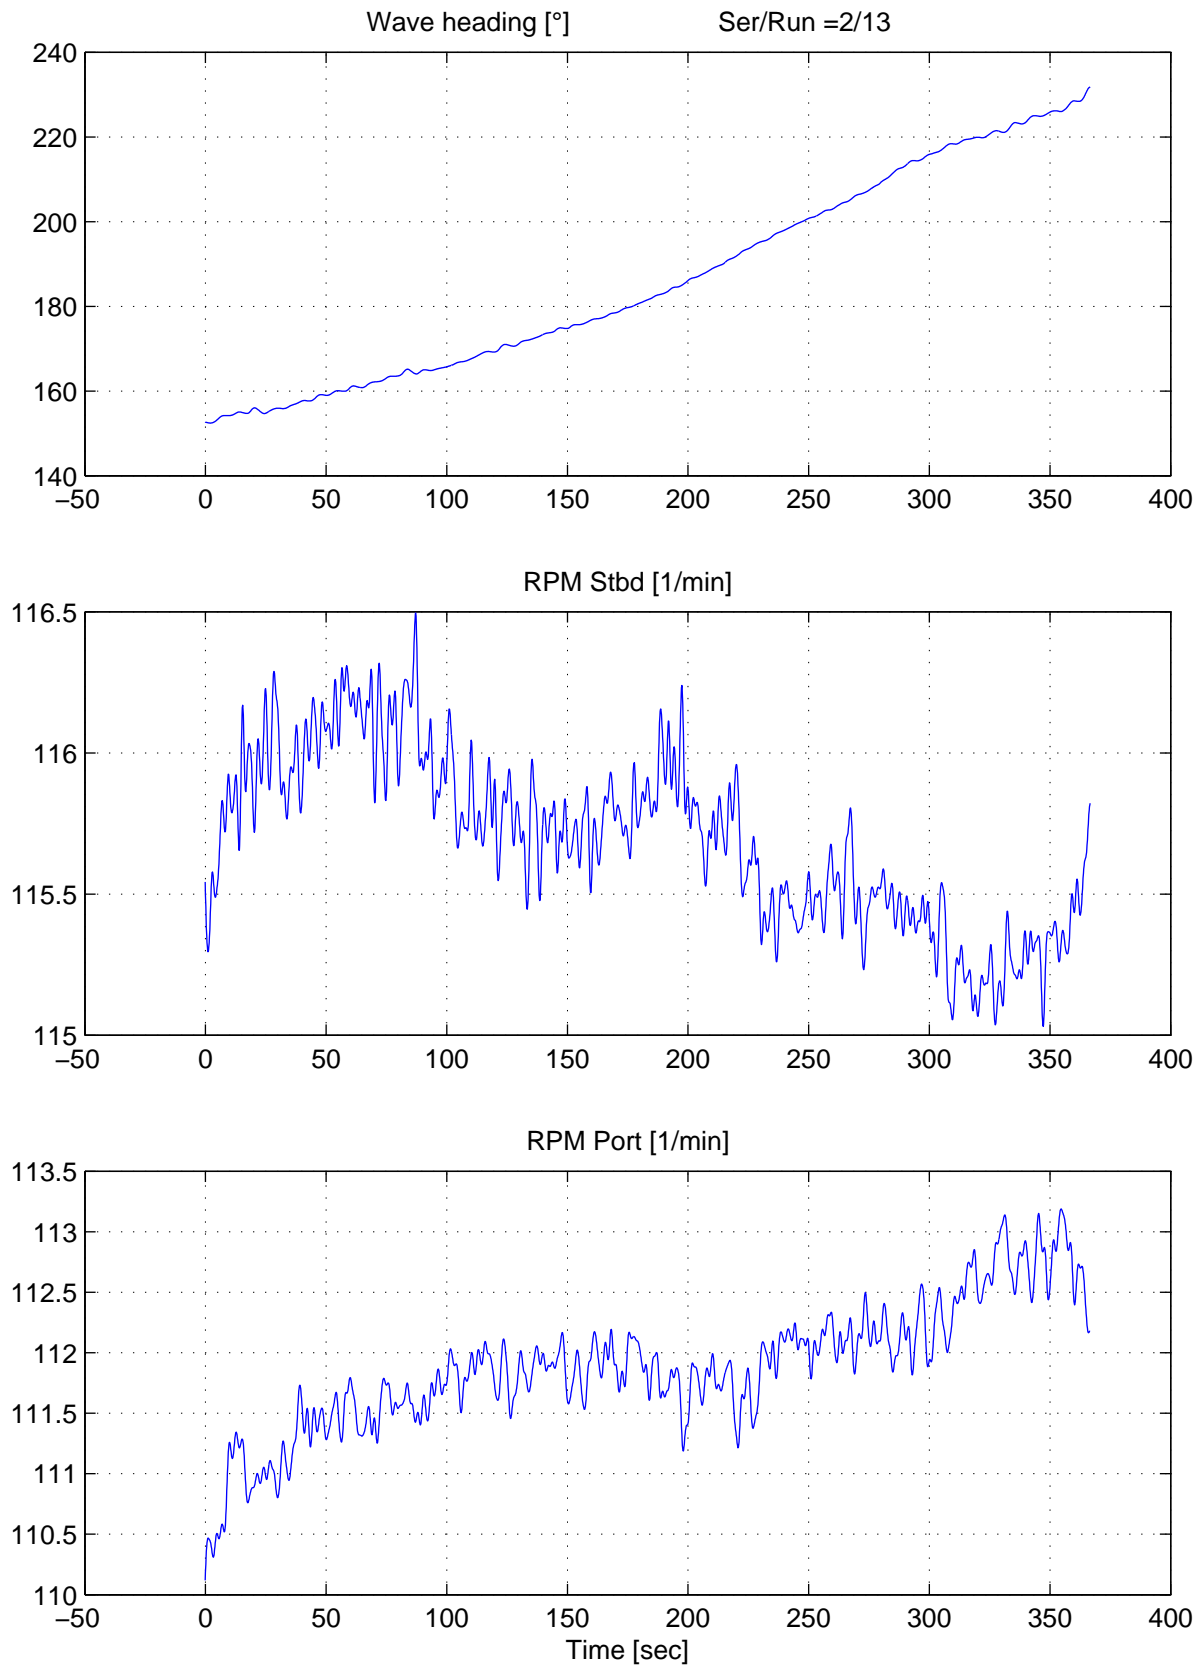 Wave heading [°] Ser/Run =2/13
240
220
200
180
160
140
−50 0 50 100 150 200 250 300 350 400
RPM Stbd [1/min]
116.5
116
115.5
115
−50 0 50 100 150 200 250 300 350 400
RPM Port [1/min]
113.5
113
112.5
112
111.5
111
110.5
110
−50 0 50 100 150 200 250 300 350 400
Time [sec]